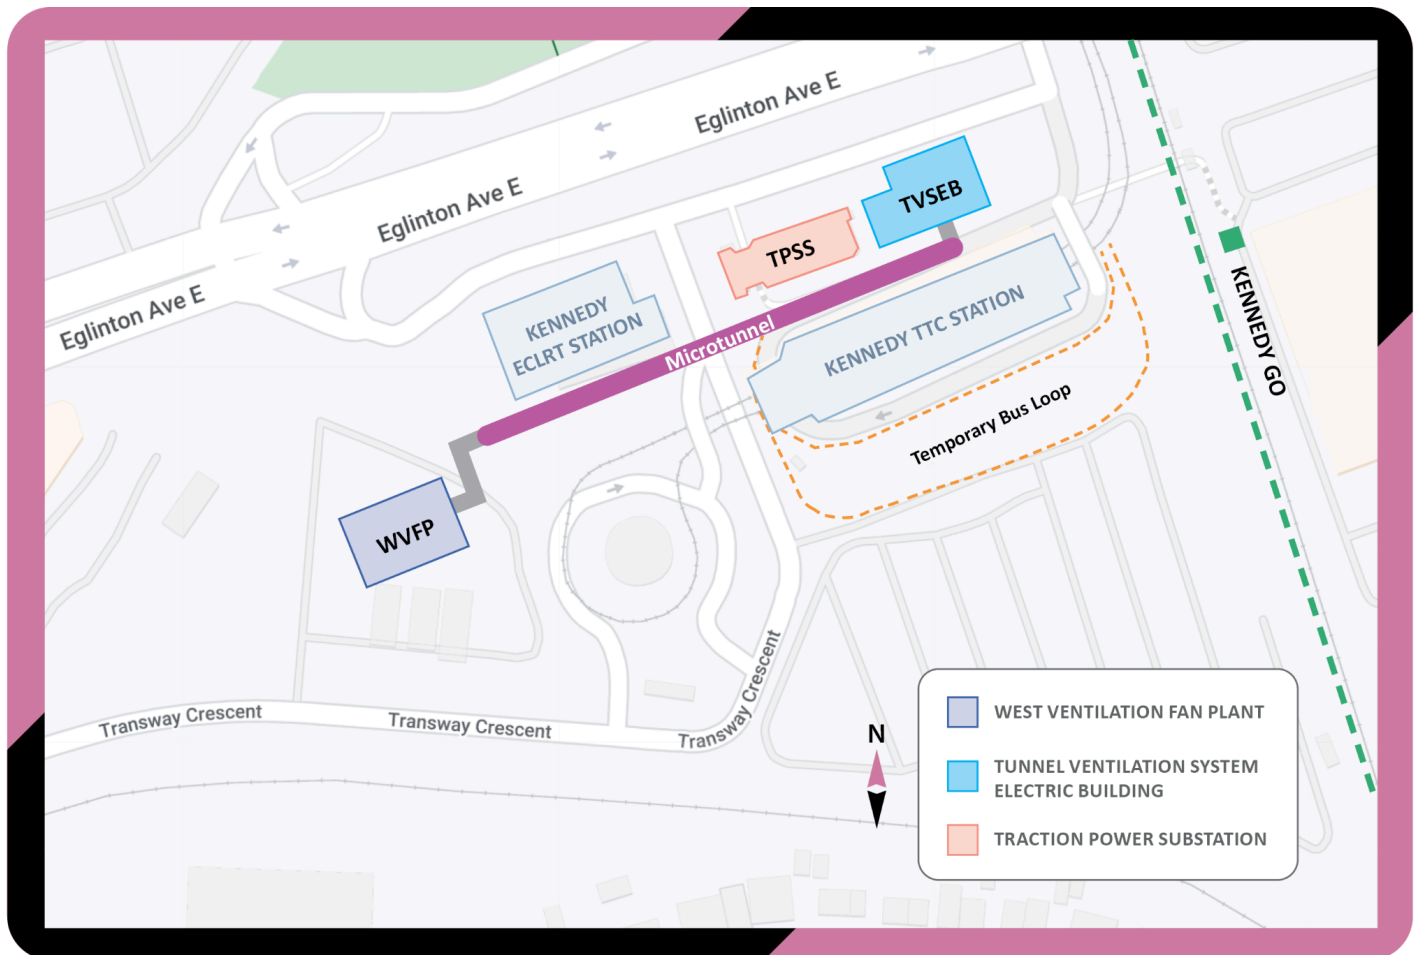 Eglinton Ave E
Eglinton Ave E
Eglinton Ave E
TVSEB
TPSS
KENNEDY
ECLRT STATION
Microtunnel
KENNEDY TTC STATION
KENNEDY GO
Temporary Bus Loop
WVFP
Transway Crescent
Transway Crescent
Transway Crescent
N
WEST VENTILATION FAN PLANT
TUNNEL VENTILATION SYSTEM
ELECTRIC BUILDING
TRACTION POWER SUBSTATION